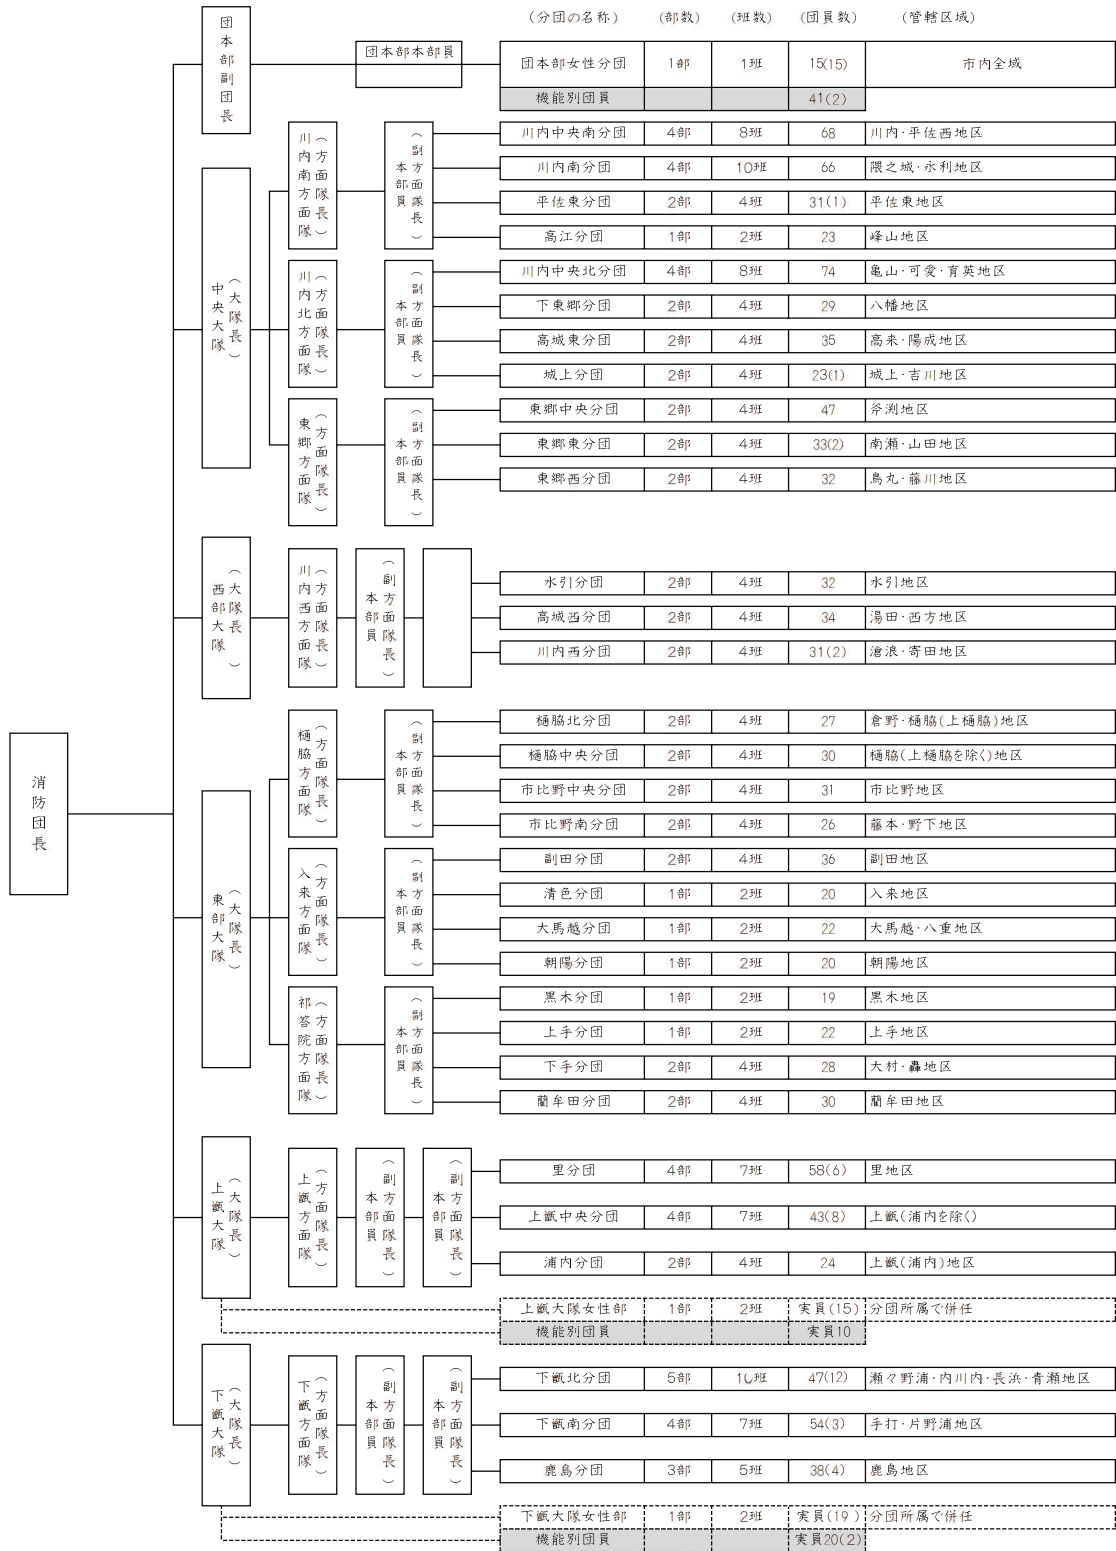 (分団の名称) (部数) (班数) (団員数) (管轄区域)
団本部副団長
団本部本部員
団本部女性分団 1部 1班 15(15) 市内全域
機能別団員 41(2)
中央大隊(大隊長)
川内南方面隊(方面隊長)
本部員(副方面隊長)
川内中央南分団 4部 8班 68 川内・平佐西地区
川内南分団 4部 10班 66 隈之城・永利地区
平佐東分団 2部 4班 31(1) 平佐東地区
高江分団 1部 2班 23 峰山地区
川内北方面隊(方面隊長)
本部員(副方面隊長)
川内中央北分団 4部 8班 74 亀山・可愛・育英地区
下東郷分団 2部 4班 29 八幡地区
高城東分団 2部 4班 35 高来・陽成地区
城上分団 2部 4班 23(1) 城上・吉川地区
東郷方面隊(方面隊長)
本部員(副方面隊長)
東郷中央分団 2部 4班 47 斧渕地区
東郷東分団 2部 4班 33(2) 南瀬・山田地区
東郷西分団 2部 4班 32 鳥丸・藤川地区
西部大隊(大隊長)
川内西方面隊(方面隊長)
本部員(副方面隊長)
水引分団 2部 4班 32 水引地区
高城西分団 2部 4班 34 湯田・西方地区
川内西分団 2部 4班 31(2) 滄浪・寄田地区
消防団長
東部大隊(大隊長)
樋脇方面隊(方面隊長)
本部員(副方面隊長)
樋脇北分団 2部 4班 27 倉野・樋脇(上樋脇)地区
樋脇中央分団 2部 4班 30 樋脇(上樋脇を除く)地区
市比野中央分団 2部 4班 31 市比野地区
市比野南分団 2部 4班 26 藤本・野下地区
入来方面隊(方面隊長)
本部員(副方面隊長)
副田分団 2部 4班 36 副田地区
清色分団 1部 2班 20 入来地区
大馬越分団 1部 2班 22 大馬越・八重地区
朝陽分団 1部 2班 20 朝陽地区
祁答院方面隊(方面隊長)
本部員(副方面隊長)
黒木分団 1部 2班 19 黒木地区
上手分団 1部 2班 22 上手地区
下手分団 2部 4班 28 大村・轟地区
藺牟田分団 2部 4班 30 藺牟田地区
上甑大隊(大隊長)
上甑方面隊(方面隊長)
本部員(副方面隊長)
本部員(副方面隊長)
里分団 4部 7班 58(6) 里地区
上甑中央分団 4部 7班 43(8) 上甑(浦内を除く)
浦内分団 2部 4班 24 上甑(浦内)地区
上甑大隊女性部 1部 2班 実員(15) 分団所属で併任
機能別団員 実員10
下甑大隊(大隊長)
下甑方面隊(方面隊長)
本部員(副方面隊長)
本部員(副方面隊長)
下甑北分団 5部 10班 47(12) 瀬々野浦・内川内・長浜・青瀬地区
下甑南分団 4部 7班 54(3) 手打・片野浦地区
鹿島分団 3部 5班 38(4) 鹿島地区
下甑大隊女性部 1部 2班 実員(19) 分団所属で併任
機能別団員 実員20(2)